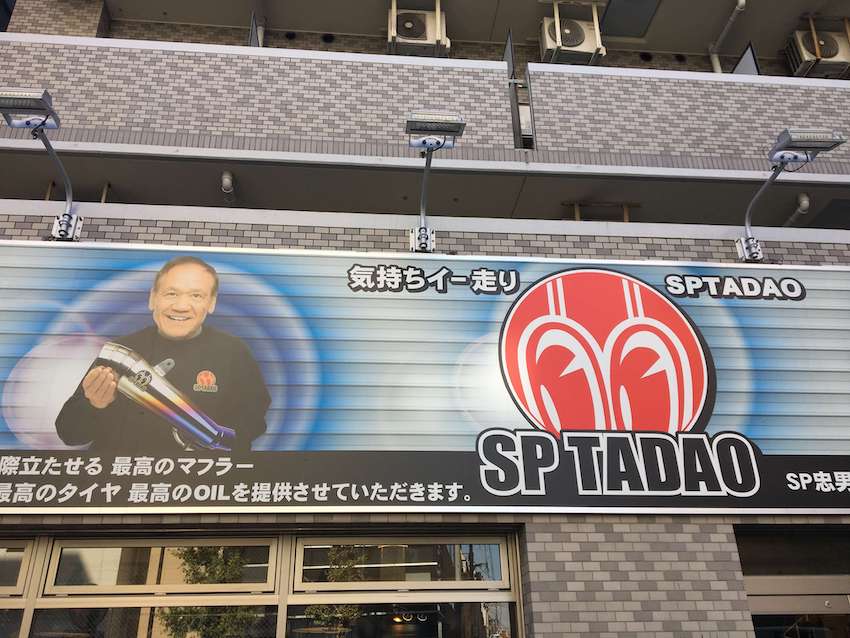 気持ちイー走り
SPTADAO
SP TADAO
SP TADAO
際立たせる 最高のマフラー
最高のタイヤ 最高のOILを提供させていただきます。
SP忠男